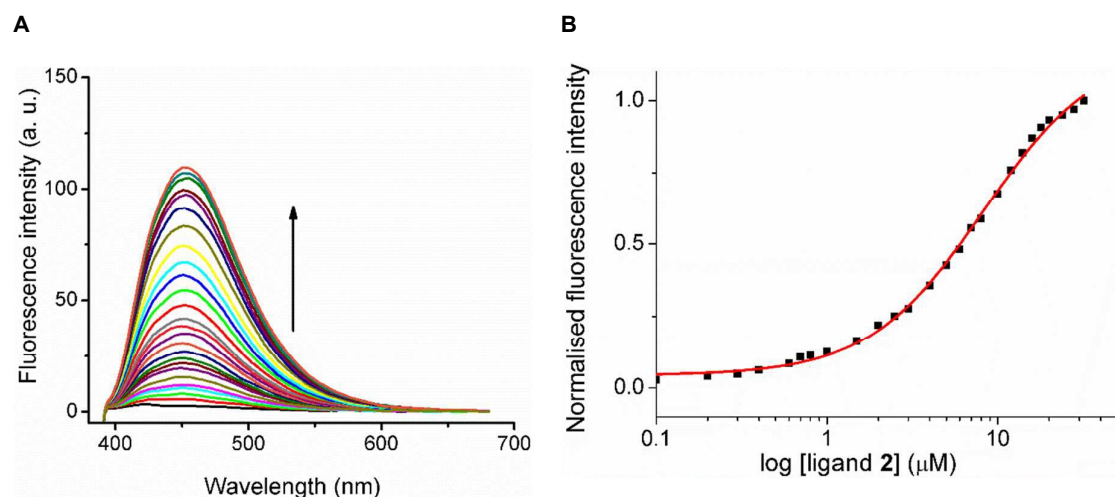 A
B
Fluorescence intensity (a. u.)
150
100
50
0
400
500
600
700
Wavelength (nm)
Normalised fluorescence intensity
1.0
0.5
0.0
0.1
1
10
log [ligand 2] (μM)